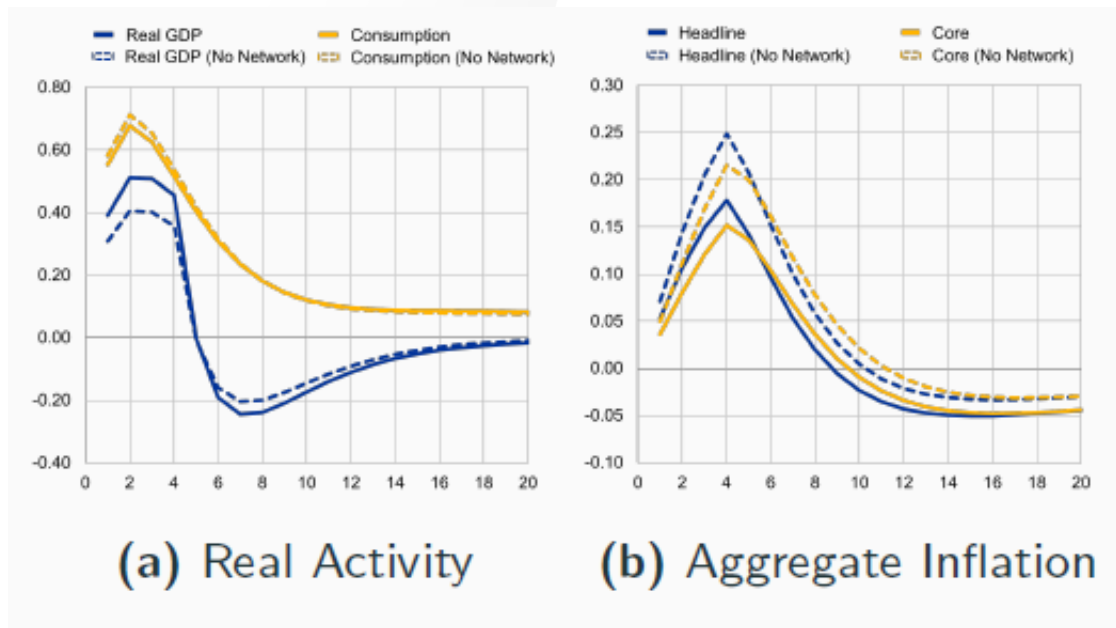 Real GDP Consumption
Real GDP (No Network) Consumption (No Network)
0.80
0.60
0.40
0.20
0.00
-0.20
-0.40
0 2 4 6 8 10 12 14 16 18 20
(a) Real Activity
Headline Core
Headline (No Network) Core (No Network)
0.30
0.25
0.20
0.15
0.10
0.05
0.00
-0.05
-0.10
0 2 4 6 8 10 12 14 16 18 20
(b) Aggregate Inflation